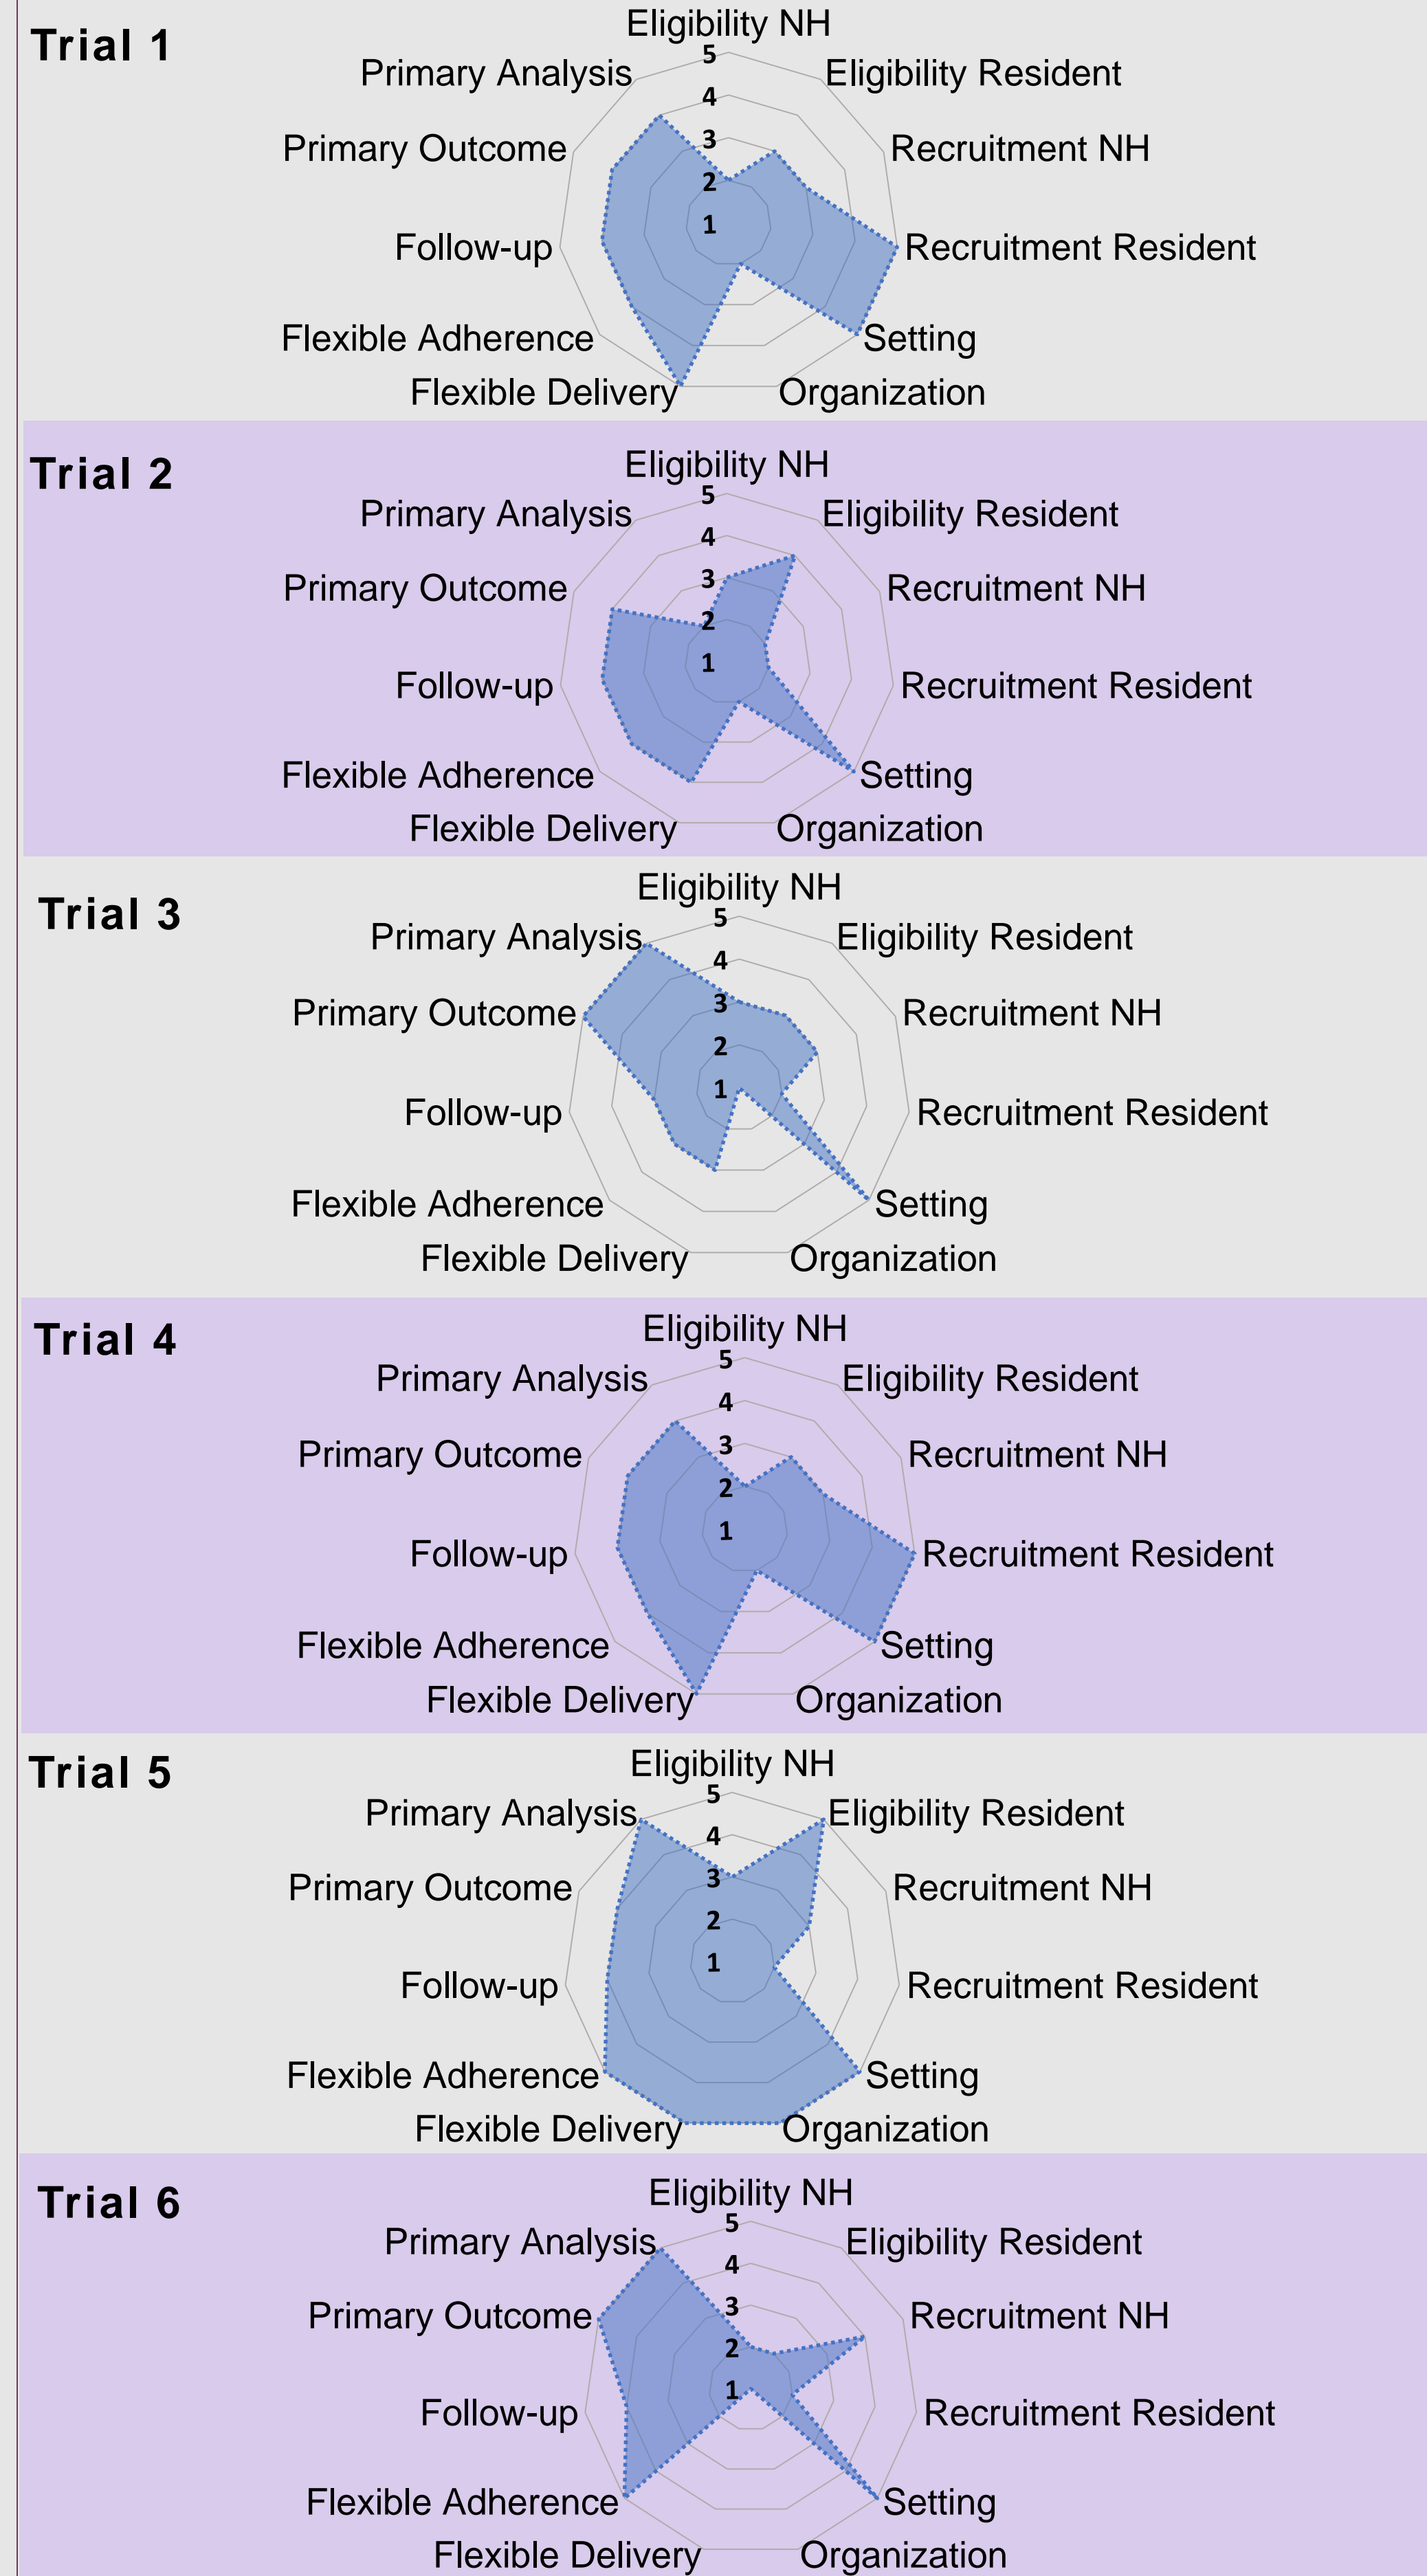 Trial 1
Eligibility NH
Primary Analysis
Eligibility Resident
Primary Outcome
Recruitment NH
Follow-up
Recruitment Resident
Flexible Adherence
Setting
Flexible Delivery
Organization
5
4
3
2
1
Trial 2
Eligibility NH
Primary Analysis
Eligibility Resident
Primary Outcome
Recruitment NH
Follow-up
Recruitment Resident
Flexible Adherence
Setting
Flexible Delivery
Organization
5
4
3
2
1
Trial 3
Eligibility NH
Primary Analysis
Eligibility Resident
Primary Outcome
Recruitment NH
Follow-up
Recruitment Resident
Flexible Adherence
Setting
Flexible Delivery
Organization
5
4
3
2
1
Trial 4
Eligibility NH
Primary Analysis
Eligibility Resident
Primary Outcome
Recruitment NH
Follow-up
Recruitment Resident
Flexible Adherence
Setting
Flexible Delivery
Organization
5
4
3
2
1
Trial 5
Eligibility NH
Primary Analysis
Eligibility Resident
Primary Outcome
Recruitment NH
Follow-up
Recruitment Resident
Flexible Adherence
Setting
Flexible Delivery
Organization
5
4
3
2
1
Trial 6
Eligibility NH
Primary Analysis
Eligibility Resident
Primary Outcome
Recruitment NH
Follow-up
Recruitment Resident
Flexible Adherence
Setting
Flexible Delivery
Organization
5
4
3
2
1